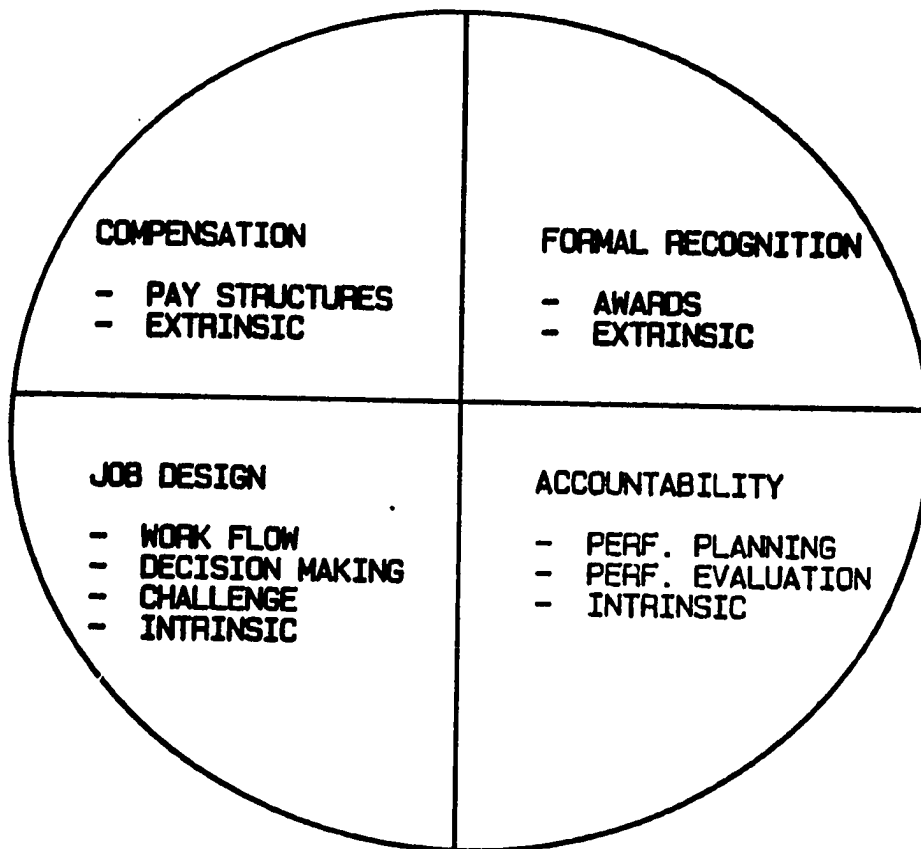 COMPENSATION
- PAY STRUCTURES
- EXTRINSIC
FORMAL RECOGNITION
- AWARDS
- EXTRINSIC
JOB DESIGN
- WORK FLOW
- DECISION MAKING
- CHALLENGE
- INTRINSIC
ACCOUNTABILITY
- PERF. PLANNING
- PERF. EVALUATION
- INTRINSIC